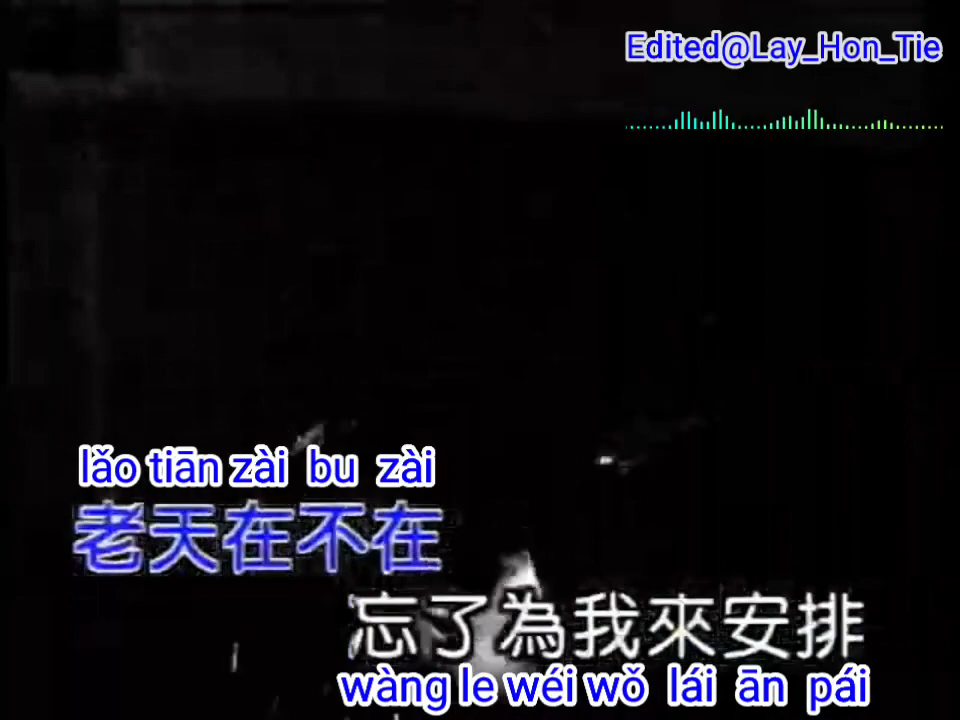 Edited@Lay_Hon_Tie
lǎo tiān zài bu zài
老天在不在
忘了為我來安排
wàng le wéi wǒ lái ān pái